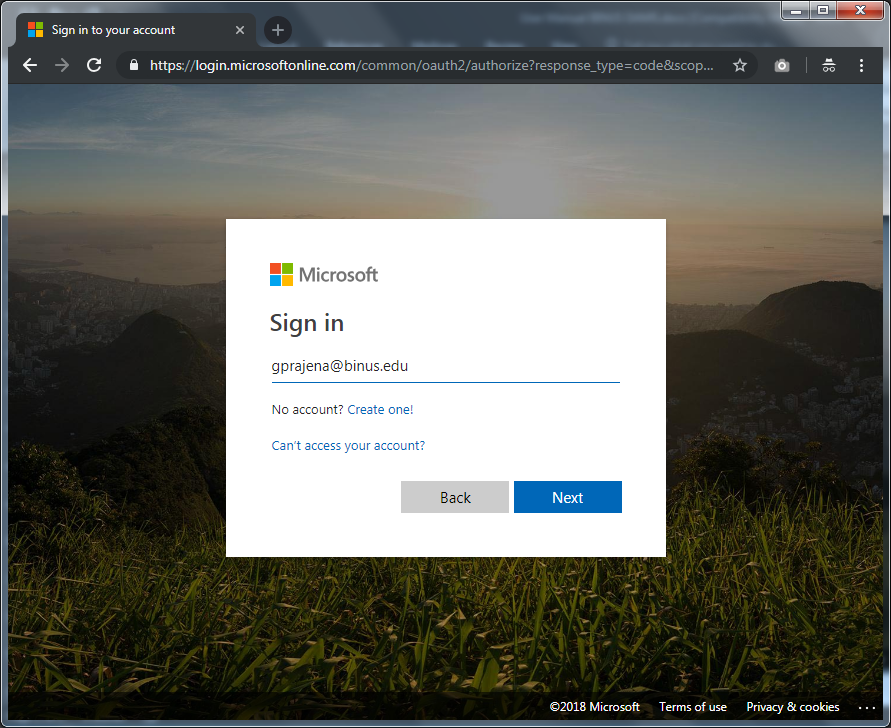 Sign in to your account
https://login.microsoftonline.com/common/oauth2/authorize?response_type=code&scop...
Microsoft
Sign in
gprajena@binus.edu
No account? Create one!
Can't access your account?
Back Next
©2018 Microsoft Terms of use Privacy & cookies ...